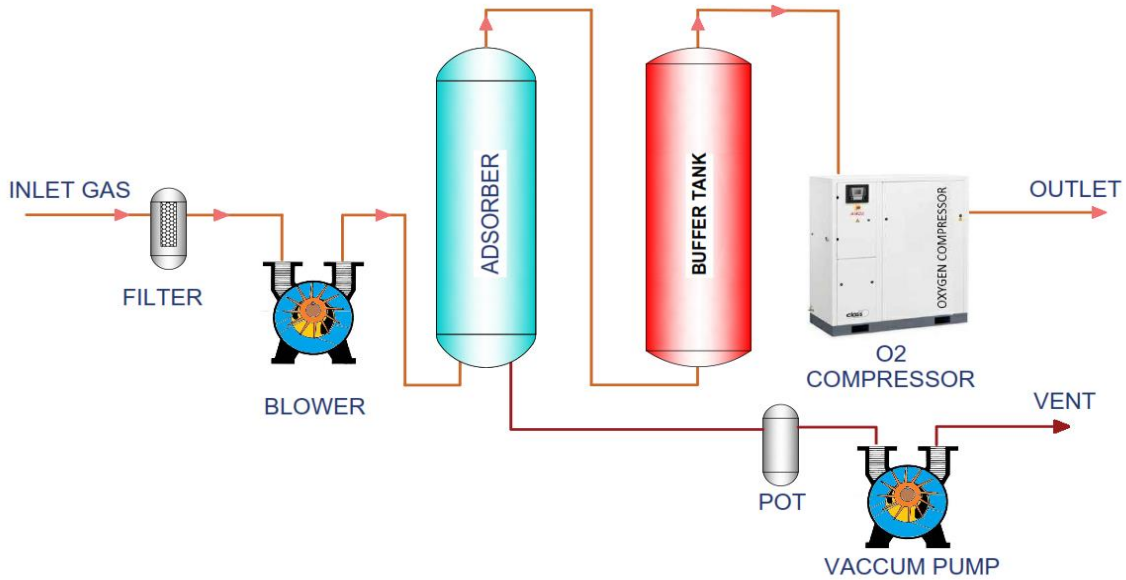 INLET GAS
FILTER
BLOWER
ADSORBER
BUFFER TANK
OXYGEN COMPRESSOR
O2
COMPRESSOR
OUTLET
POT
VACCUM PUMP
VENT